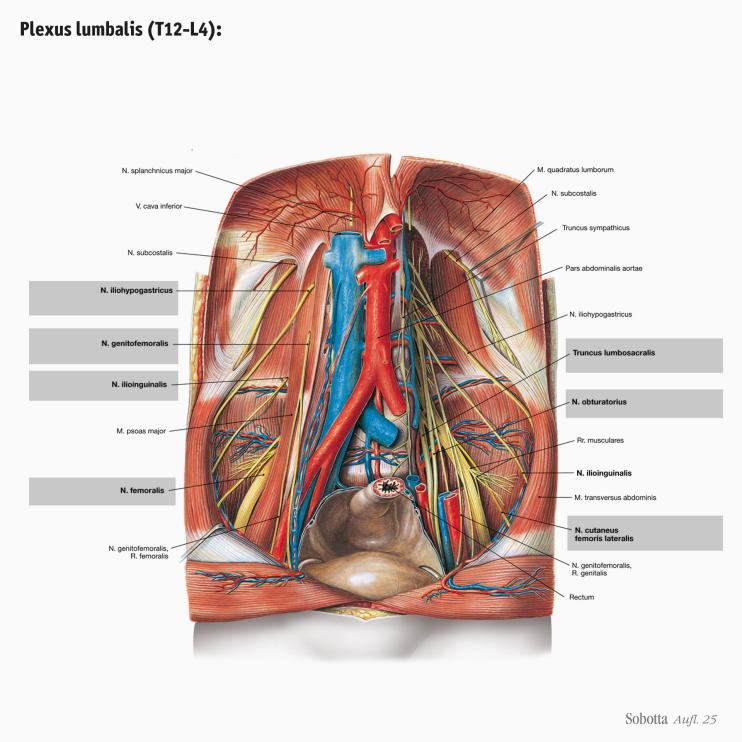 Plexus lumbalis (T12-L4):
N. splanchnicus major
V. cava inferior
N. subcostalis
N. iliohypogastricus
N. genitofemoralis
N. ilioinguinalis
M. psoas major
N. femoralis
N. genitofemoralis,
R. femoralis
M. quadratus lumborum
N. subcostalis
Truncus sympathicus
Pars abdominalis aortae
N. iliohypogastricus
Truncus lumbosacralis
N. obturatorius
Rr. musculares
N. ilioinguinalis
M. transversus abdominis
N. cutaneus
femoris lateralis
N. genitofemoralis,
R. genitalis
Rectum
Sobotta Aufl. 25